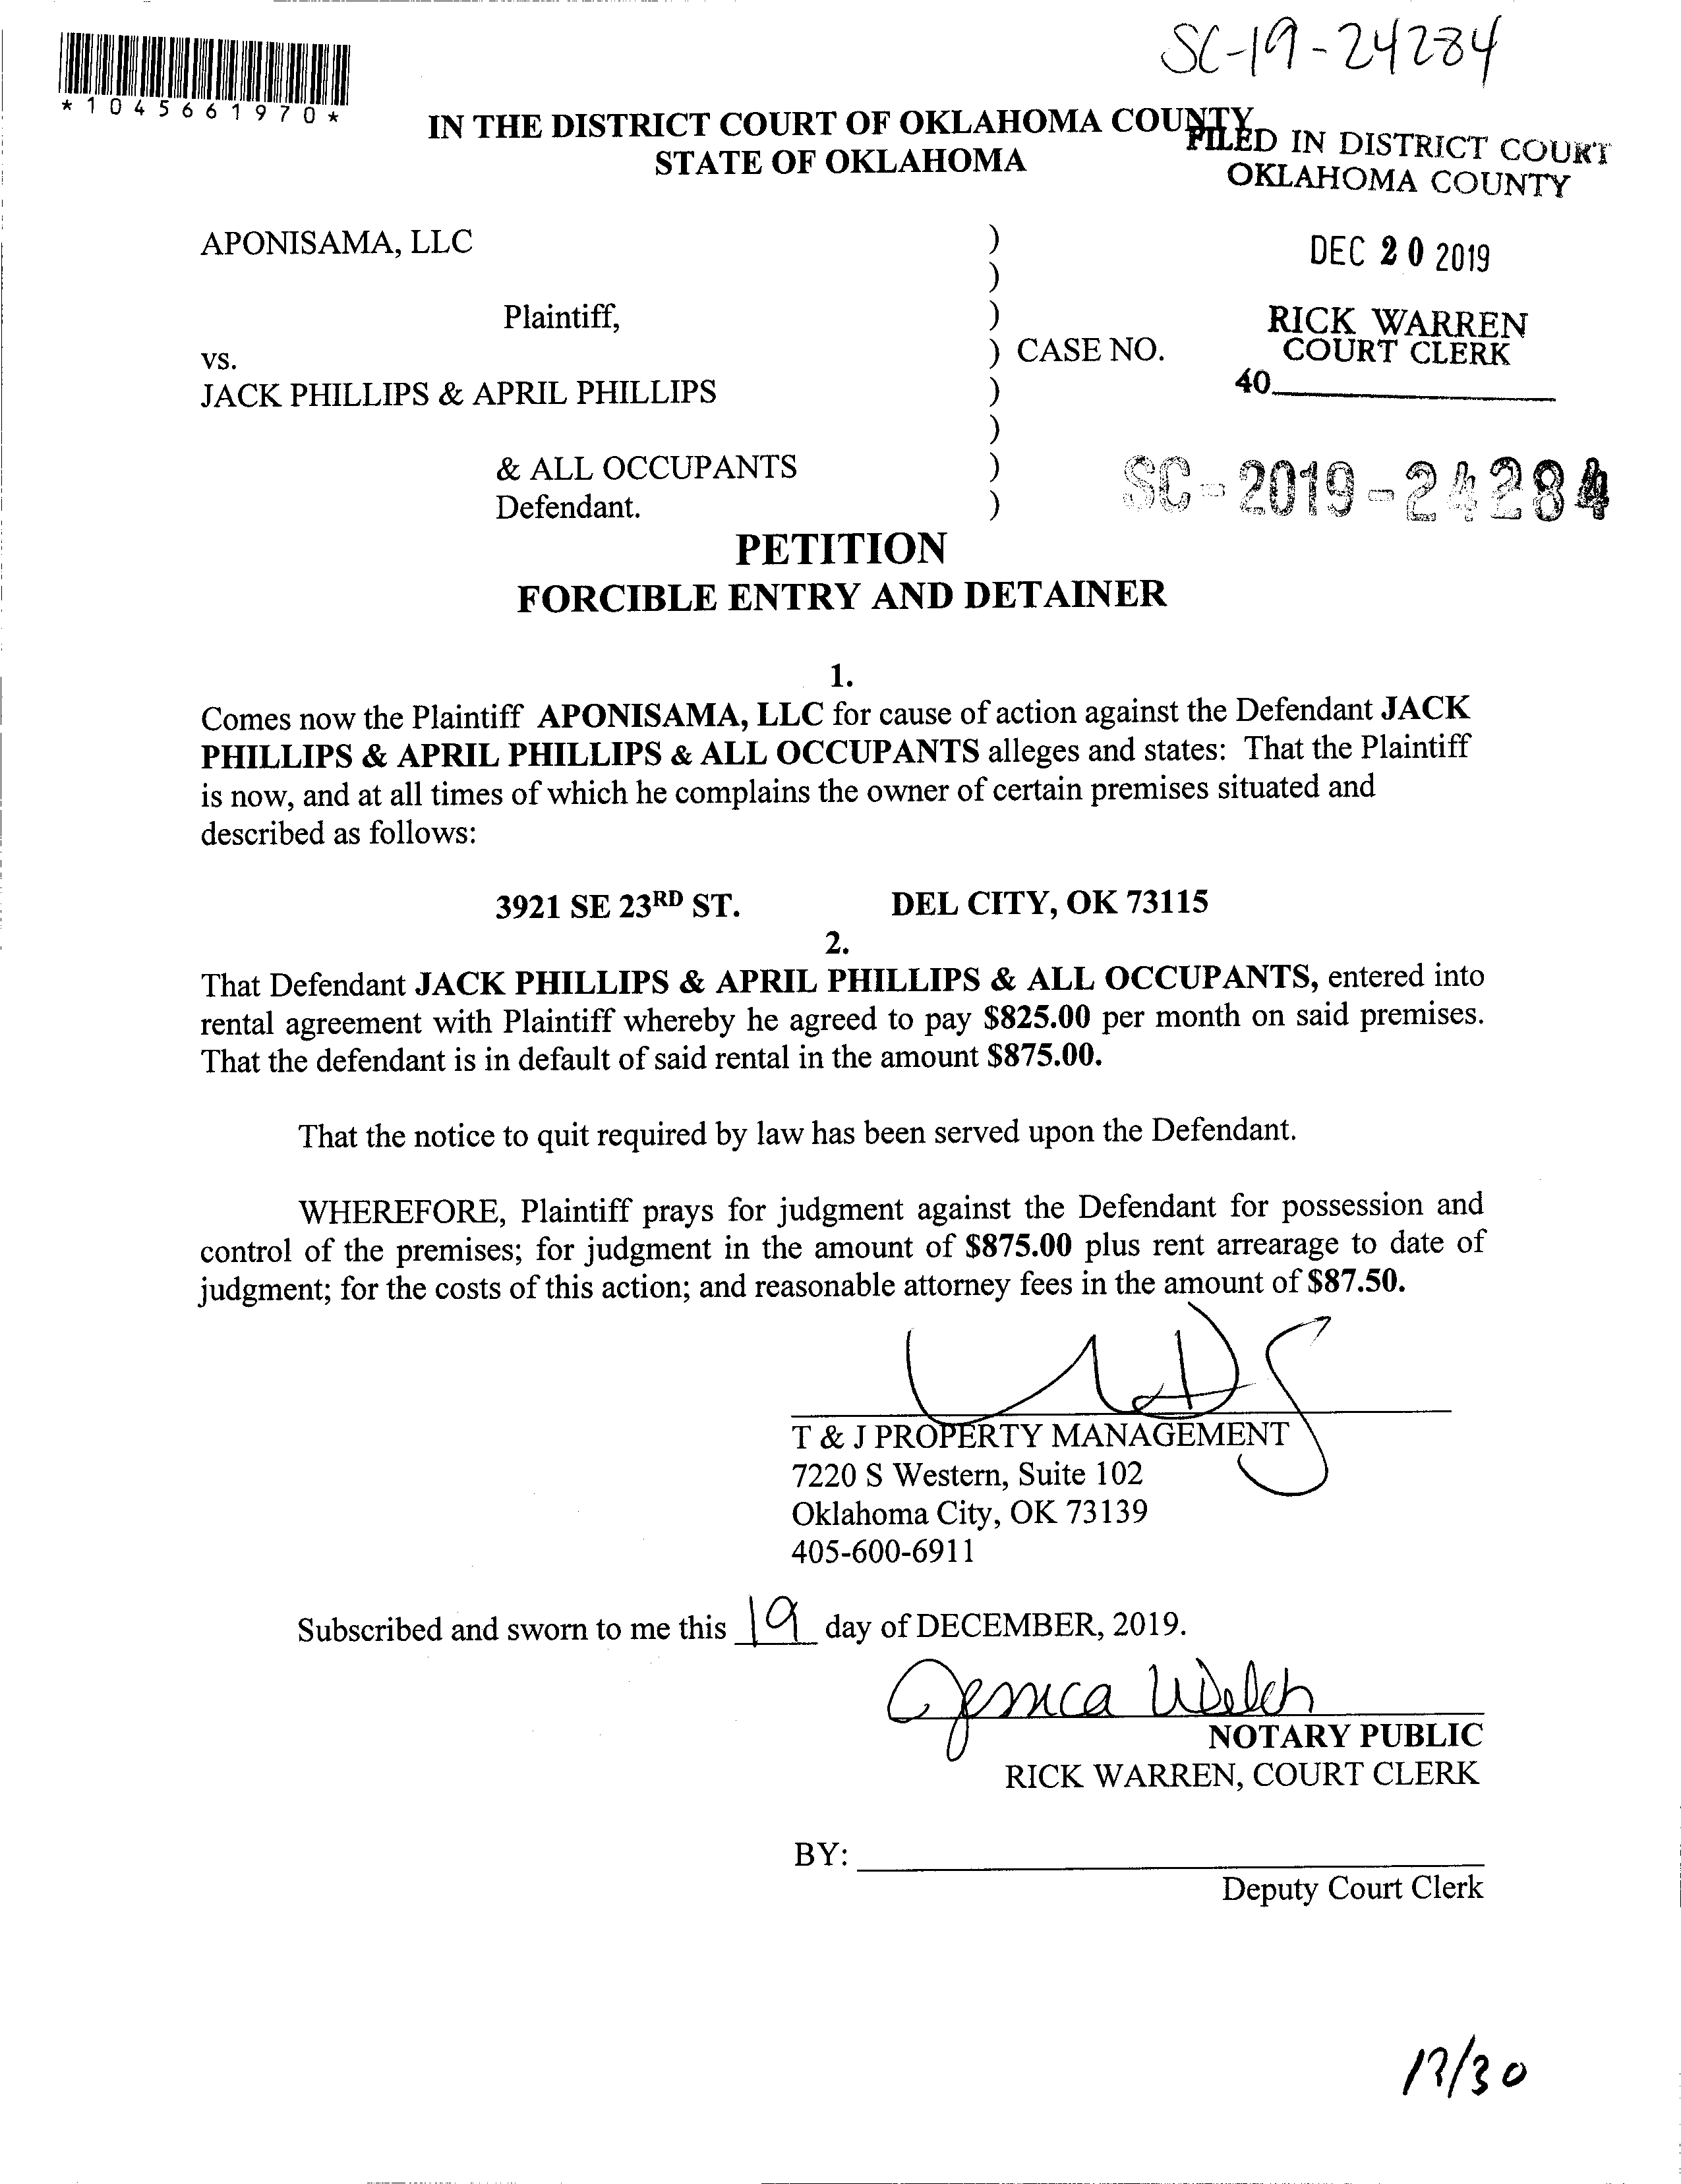 SC-19-24284
*1045661970*
IN THE DISTRICT COURT OF OKLAHOMA COUNTY
STATE OF OKLAHOMA
FILED IN DISTRICT COURT
OKLAHOMA COUNTY
APONISAMA, LLC )
DEC 20 2019
)
Plaintiff, )
RICK WARREN
vs. ) CASE NO.
COURT CLERK
JACK PHILLIPS & APRIL PHILLIPS )
40
)
& ALL OCCUPANTS )
Defendant. )
SC-2019-24284
PETITION
FORCIBLE ENTRY AND DETAINER
1.
Comes now the Plaintiff APONISAMA, LLC for cause of action against the Defendant JACK
PHILLIPS & APRIL PHILLIPS & ALL OCCUPANTS alleges and states: That the Plaintiff
is now, and at all times of which he complains the owner of certain premises situated and
described as follows:
3921 SE 23RD ST. DEL CITY, OK 73115
2.
That Defendant JACK PHILLIPS & APRIL PHILLIPS & ALL OCCUPANTS, entered into
rental agreement with Plaintiff whereby he agreed to pay $825.00 per month on said premises.
That the defendant is in default of said rental in the amount $875.00.
That the notice to quit required by law has been served upon the Defendant.
WHEREFORE, Plaintiff prays for judgment against the Defendant for possession and
control of the premises; for judgment in the amount of $875.00 plus rent arrearage to date of
judgment; for the costs of this action; and reasonable attorney fees in the amount of $87.50.
T & J PROPERTY MANAGEMENT
7220 S Western, Suite 102
Oklahoma City, OK 73139
405-600-6911
Subscribed and sworn to me this 19 day of DECEMBER, 2019.
Jessica Welch
NOTARY PUBLIC
RICK WARREN, COURT CLERK
BY:
Deputy Court Clerk